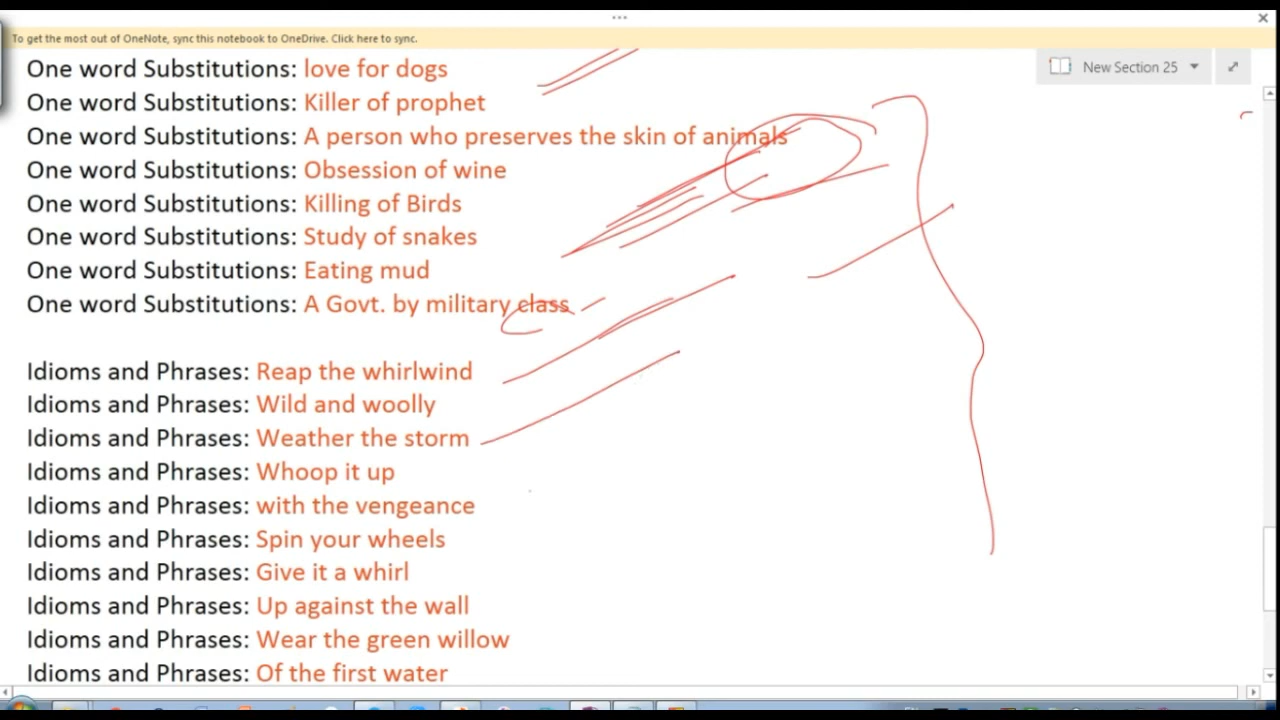 To get the most out of OneNote, sync this notebook to OneDrive. Click here to sync.
New Section 25
One word Substitutions: love for dogs
One word Substitutions: Killer of prophet
One word Substitutions: A person who preserves the skin of animals
One word Substitutions: Obsession of wine
One word Substitutions: Killing of Birds
One word Substitutions: Study of snakes
One word Substitutions: Eating mud
One word Substitutions: A Govt. by military class
Idioms and Phrases: Reap the whirlwind
Idioms and Phrases: Wild and woolly
Idioms and Phrases: Weather the storm
Idioms and Phrases: Whoop it up
Idioms and Phrases: with the vengeance
Idioms and Phrases: Spin your wheels
Idioms and Phrases: Give it a whirl
Idioms and Phrases: Up against the wall
Idioms and Phrases: Wear the green willow
Idioms and Phrases: Of the first water